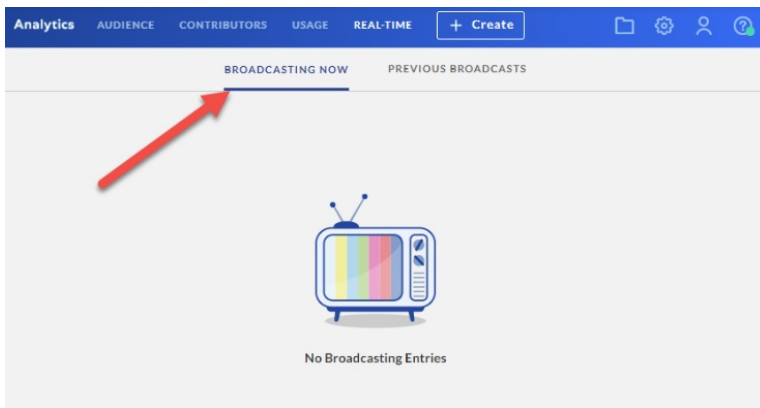 Analytics AUDIENCE CONTRIBUTORS USAGE REAL-TIME + Create
BROADCASTING NOW PREVIOUS BROADCASTS
No Broadcasting Entries